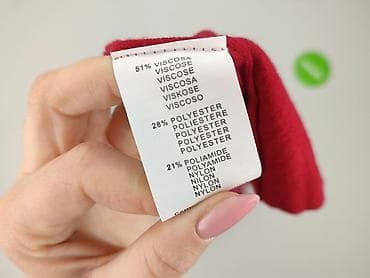 51% VISCOSA
VISCOSE
VISCOSE
VISCOSA
VISKOSE
VISCOSO
28% POLYESTER
POLIESTERE
POLYESTER
POLYESTER
POLYESTER
21% POLIAMIDE
POLYAMIDE
NYLON
NILON
NYLON
NYLON